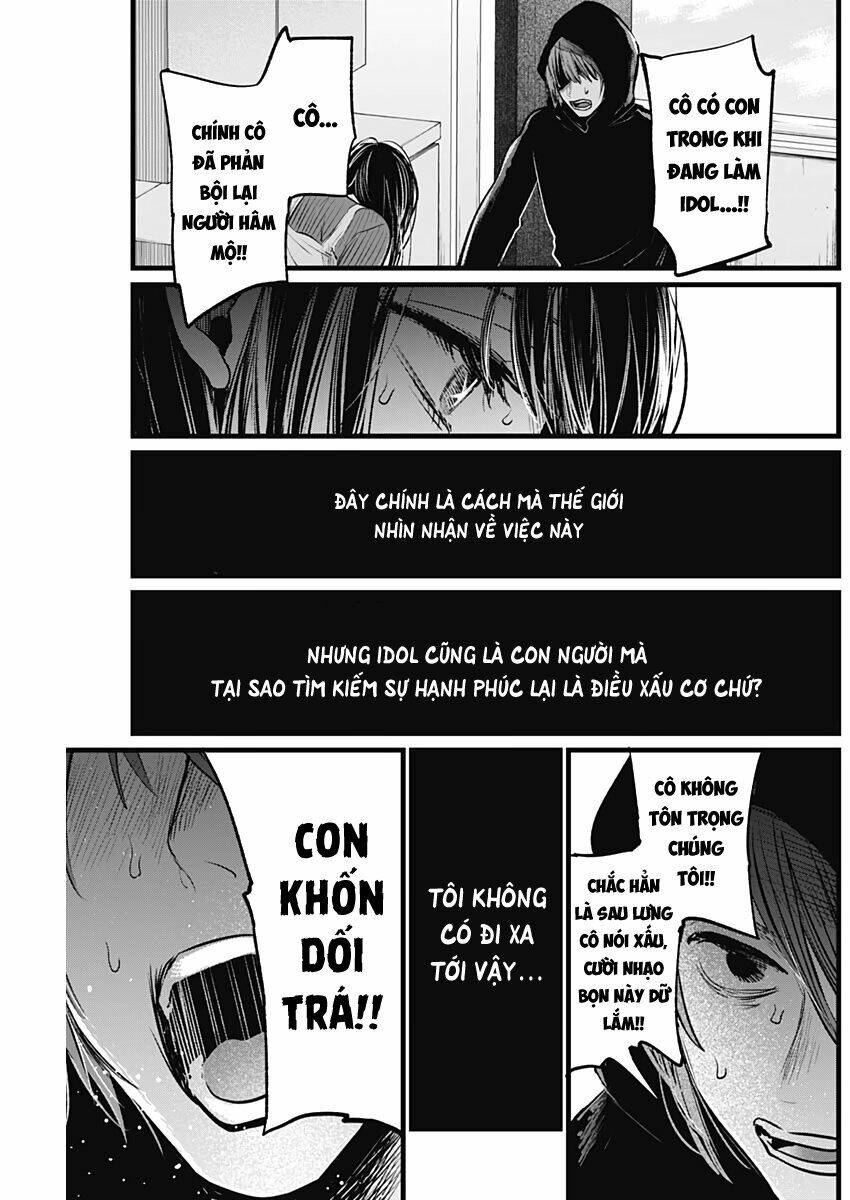 CÔ CÓ CON
TRONG KHI
ĐANG LÀM
IDOL...!!
CÔ...
CHÍNH CÔ
ĐÃ PHẢN
BỘI LẠI
NGƯỜI HÂM
MỘ!!
ĐÂY CHÍNH LÀ CÁCH MÀ THẾ GIỚI
NHÌN NHẬN VỀ VIỆC NÀY
NHƯNG IDOL CŨNG LÀ CON NGƯỜI MÀ
TẠI SAO TÌM KIẾM SỰ HẠNH PHÚC LẠI LÀ ĐIỀU XẤU CƠ CHỨ?
CÔ KHÔNG
TÔN TRỌNG
CHÚNG
TÔI!!
CHẮC HẲN
LÀ SAU LƯNG
CÔ NÓI XẤU,
CƯỜI NHẠO
BỌN NÀY DỮ
LẮM!!
TÔI KHÔNG
CÓ ĐI XA
TỚI VẬY...
CON
KHỐN
DỐI
TRÁ!!